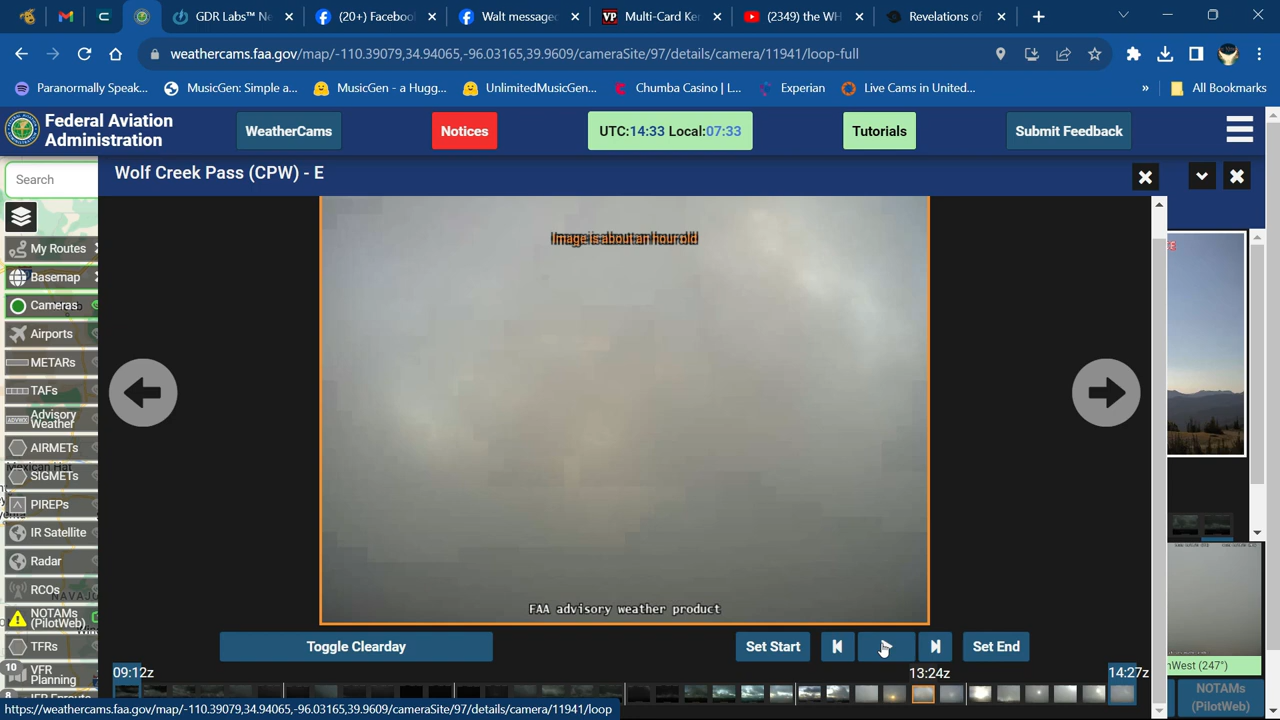 GDR Labs™ Ne
(20+) Faceboo
Walt message
Multi-Card Ke
(2349) the WH
Revelations of
weathercams.faa.gov/map/-110.39079,34.94065,-96.03165,39.9609/cameraSite/97/details/camera/11941/loop-full
Paranormally Speak...
MusicGen: Simple a...
MusicGen - a Hugg...
UnlimitedMusicGen...
Chumba Casino | L...
Experian
Live Cams in United...
»
All Bookmarks
Federal Aviation
Administration
WeatherCams
Notices
UTC:14:33 Local:07:33
Tutorials
Submit Feedback
Search
Wolf Creek Pass (CPW) - E
Image is about an hour old
My Routes
Basemap
Cameras
Airports
METARs
TAFs
Advisory
Weather
AIRMETs
SIGMETs
PIREPs
IR Satellite
Radar
RCOs
NOTAMs
(PilotWeb)
TFRs
10
VFR
Planning
8
IFR Enroute
FAA advisory weather product
Toggle Clearday
Set Start
Set End
09:12z
13:24z
14:27z
nWest (247°)
NOTAMs
(PilotWeb)
https://weathercams.faa.gov/map/-110.39079,34.94065,-96.03165,39.9609/cameraSite/97/details/camera/11941/loop